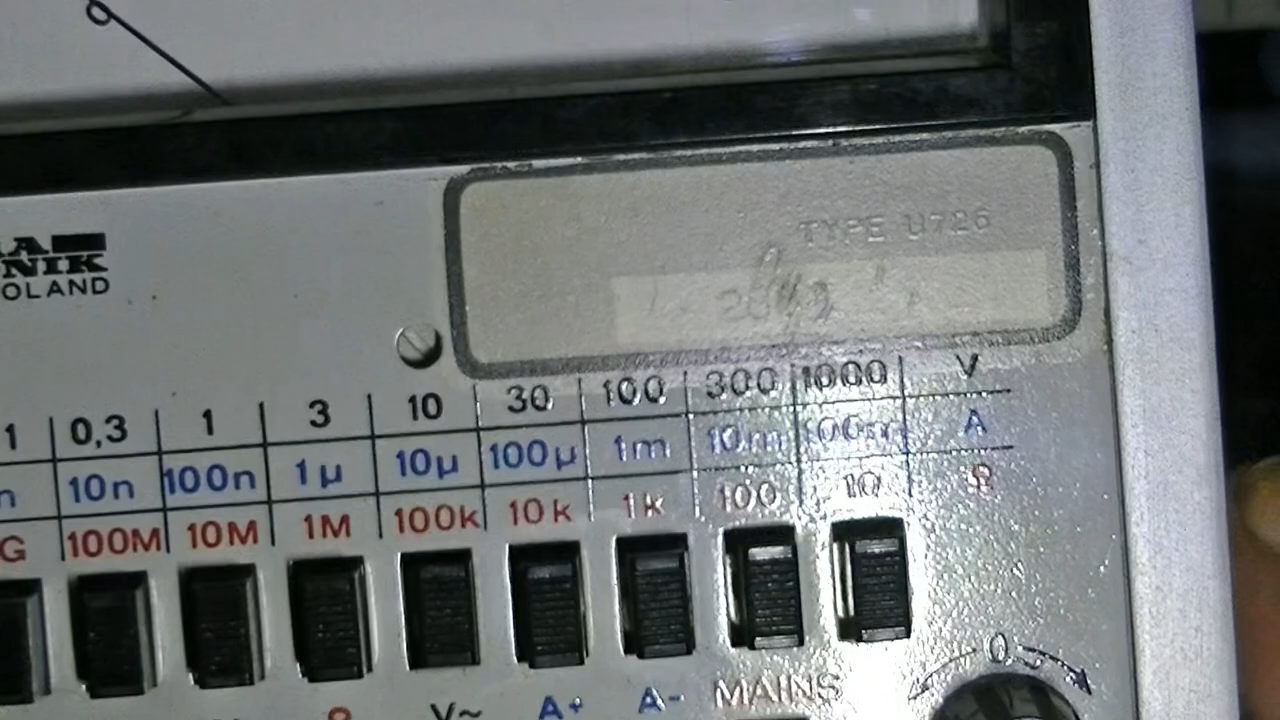 NIK
OLAND
TYPE U726
1 0,3 1 3 10 30 100 300 1000 V
n 10n 100n 1µ 10µ 100µ 1m 10m 100m A
G 100M 10M 1M 100k 10k 1k 100 10 Ω
Ω V~ A+ A- MAINS 0